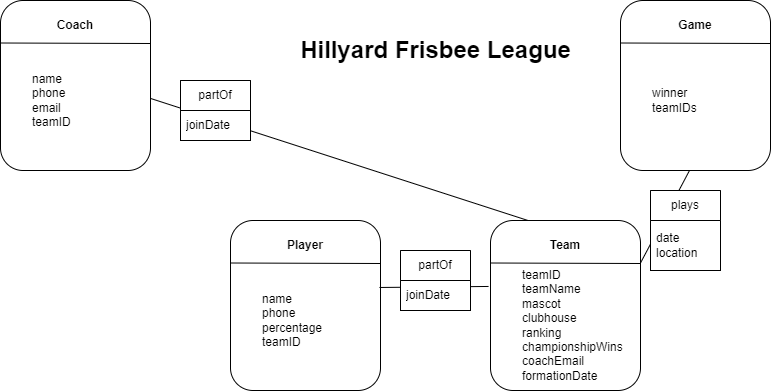 Hillyard Frisbee League
Coach
name
phone
email
teamID
partOf
joinDate
Game
winner
teamIDs
plays
date
location
Player
name
phone
percentage
teamID
partOf
joinDate
Team
teamID
teamName
mascot
clubhouse
ranking
championshipWins
coachEmail
formationDate